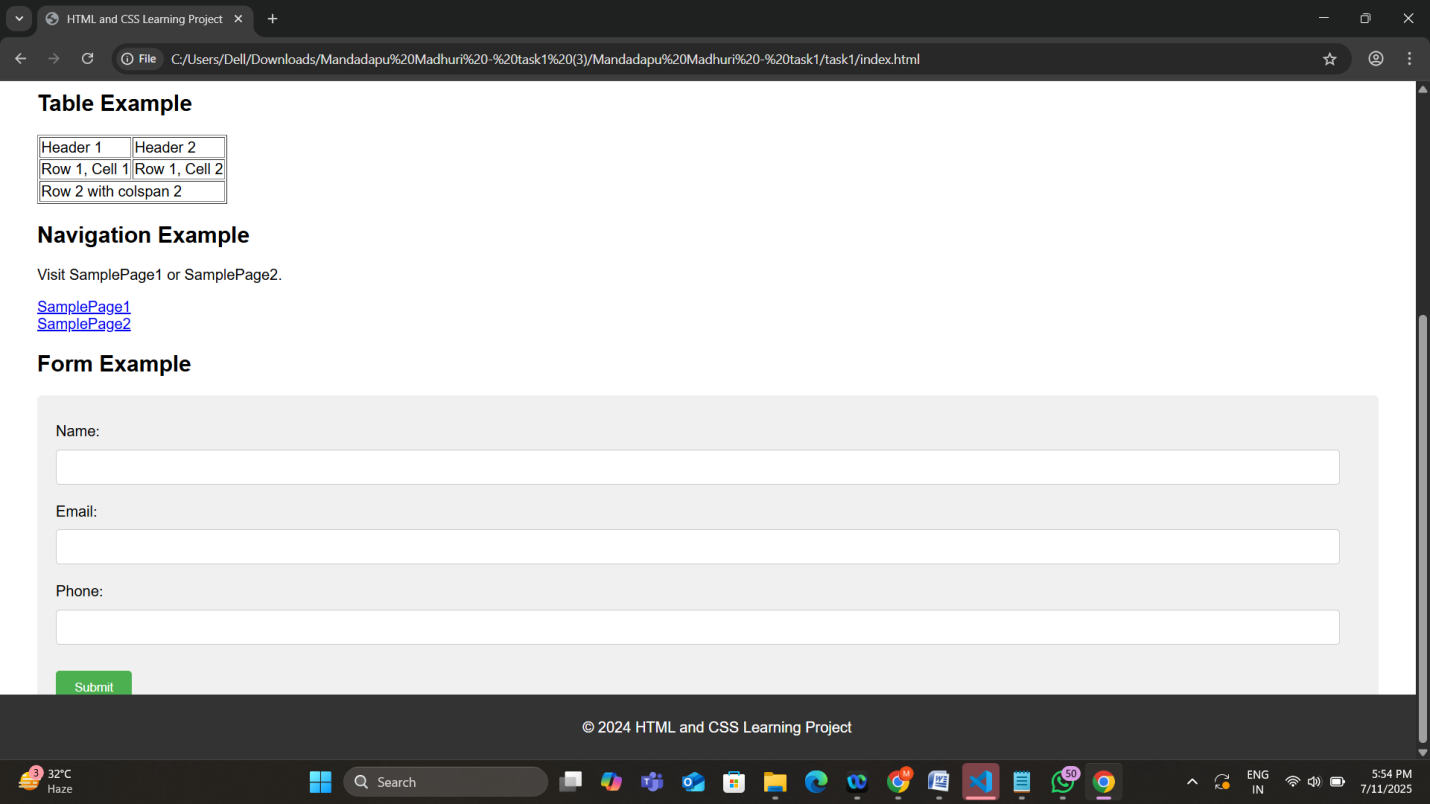 HTML and CSS Learning Project
File C:/Users/Dell/Downloads/Mandadapu%20Madhuri%20-%20task1%20(3)/Mandadapu%20Madhuri%20-%20task1/task1/index.html
Table Example
Header 1 Header 2
Row 1, Cell 1 Row 1, Cell 2
Row 2 with colspan 2
Navigation Example
Visit SamplePage1 or SamplePage2.
SamplePage1
SamplePage2
Form Example
Name:
Email:
Phone:
Submit
© 2024 HTML and CSS Learning Project
3
32°C
Haze
Search
M
50
ENG
IN
5:54 PM
7/11/2025